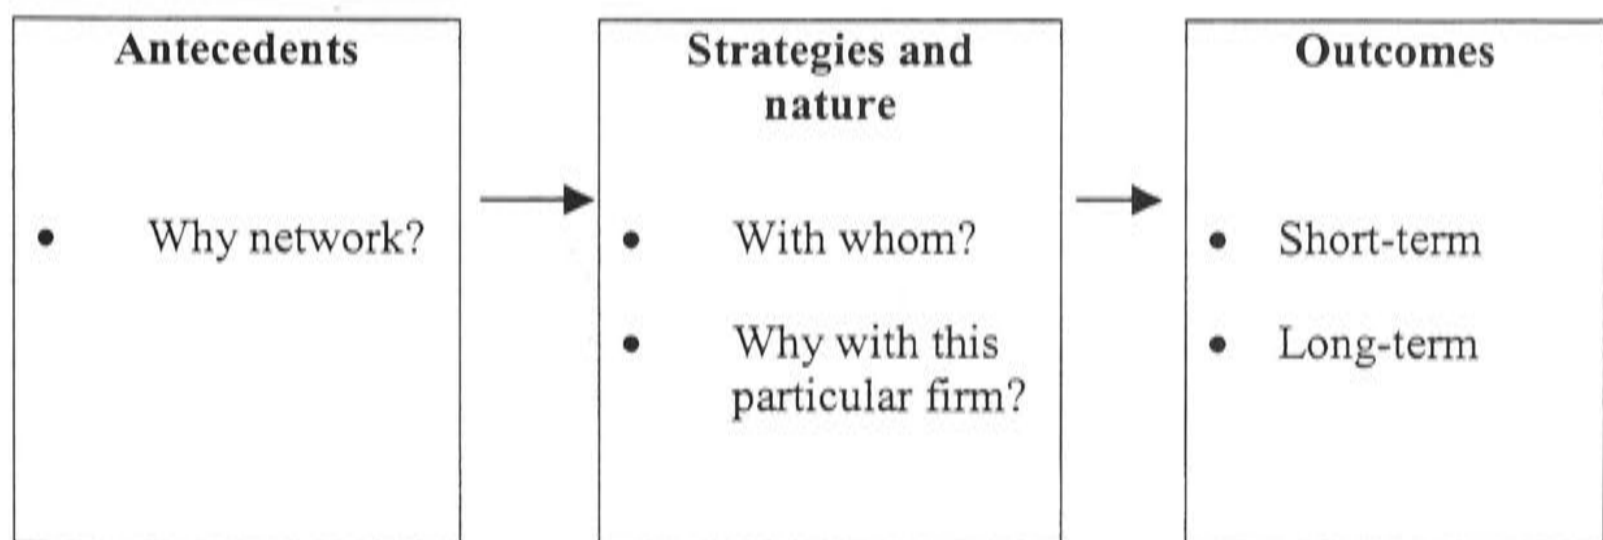 Antecedents
• Why network?
Strategies and
nature
• With whom?
• Why with this
particular firm?
Outcomes
• Short-term
• Long-term